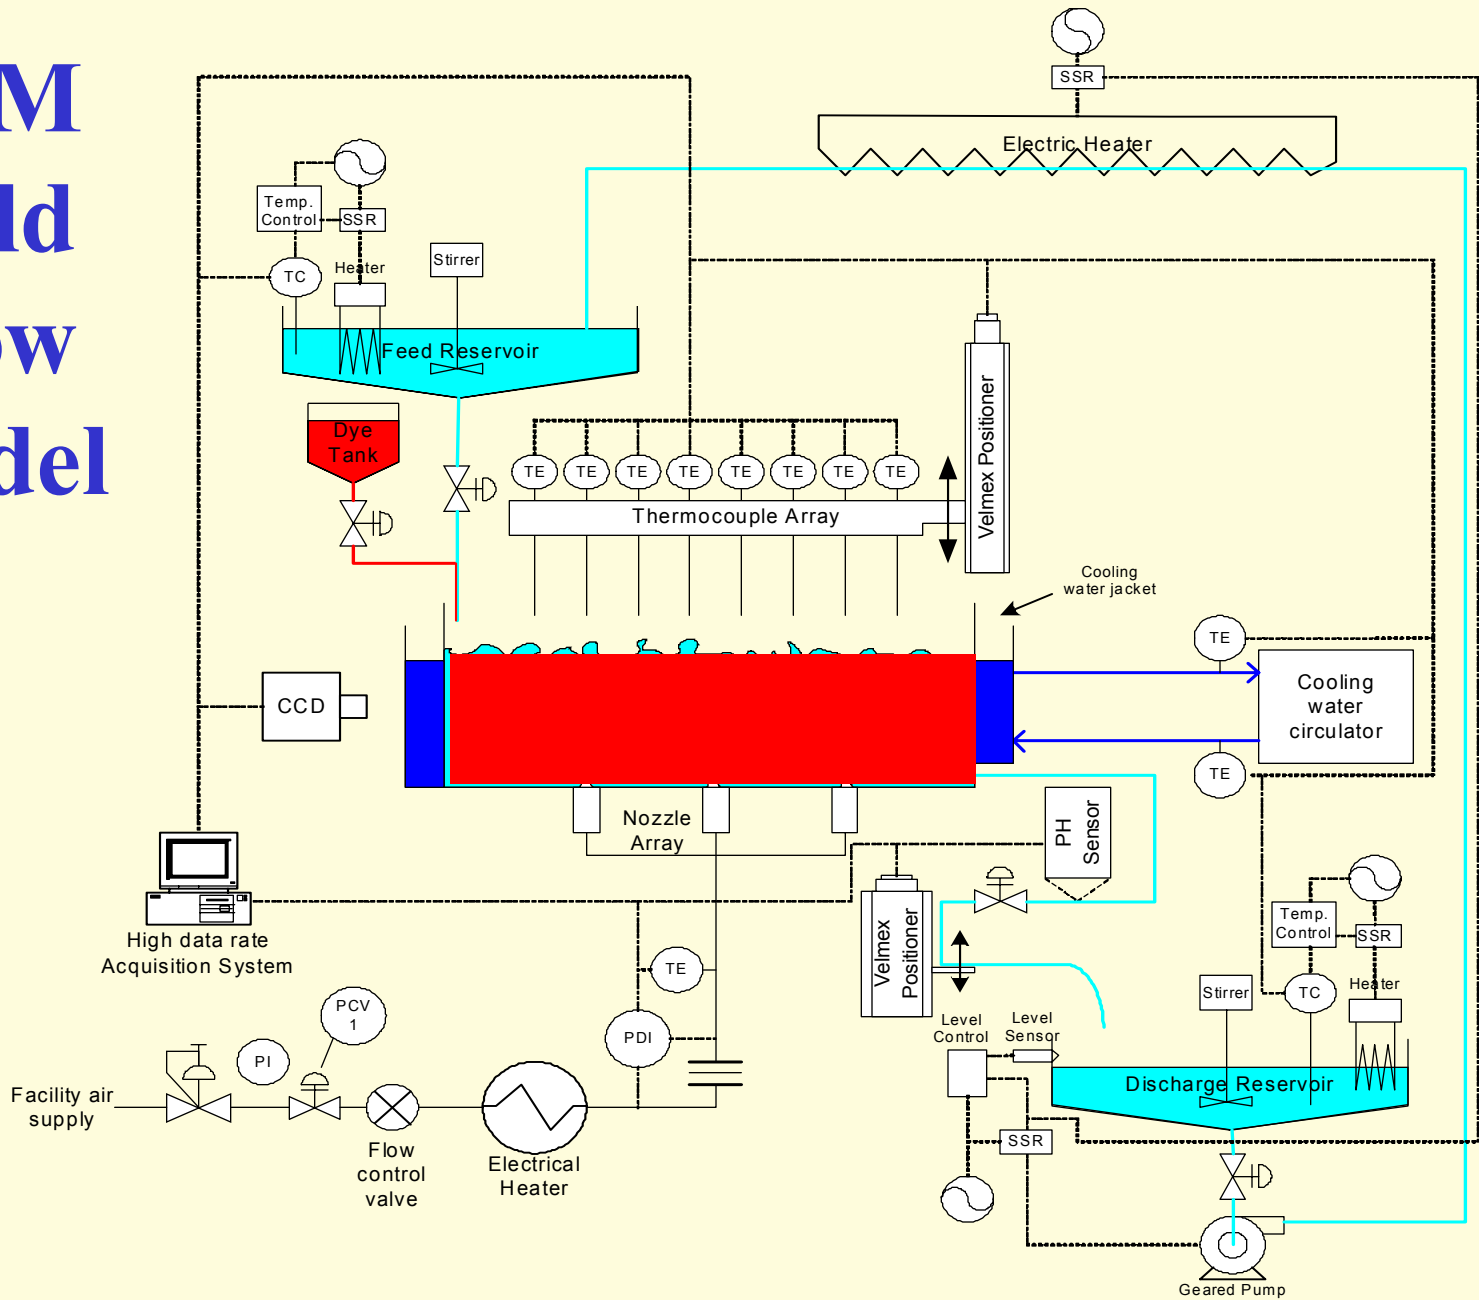 M
ld
ow
del
SSR
Electric Heater
Temp.
Control
SSR
TC
Heater
Stirrer
Feed Reservoir
Dye
Tank
TE
TE
TE
TE
TE
TE
TE
TE
Thermocouple Array
Velmex Positioner
Cooling
water jacket
TE
CCD
Cooling
water
circulator
TE
Nozzle
Array
PH
Sensor
High data rate
Acquisition System
Velmex
Positioner
Temp.
Control
SSR
TE
TC
Heater
Stirrer
PCV
1
PI
PDI
Level
Control
Level
Sensor
Discharge Reservoir
Facility air
supply
Flow
control
valve
Electrical
Heater
SSR
Geared Pump